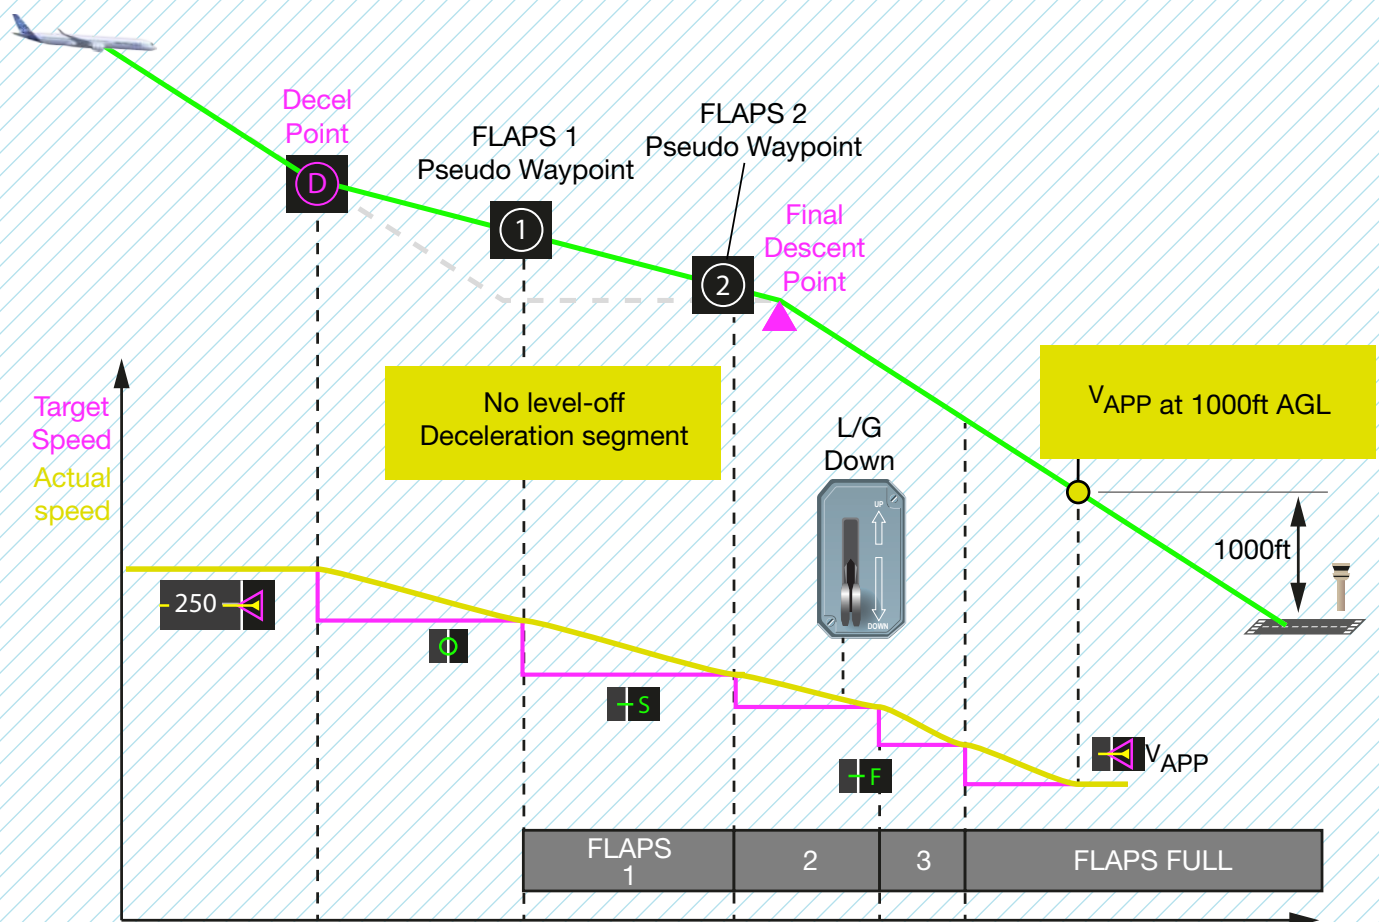 Decel
Point
D
FLAPS 1
Pseudo Waypoint
1
FLAPS 2
Pseudo Waypoint
2
Final
Descent
Point
No level-off
Deceleration segment
VAPP at 1000ft AGL
1000ft
Target
Speed
Actual
speed
L/G
Down
UP
DOWN
250
S
F
VAPP
FLAPS
1
2
3
FLAPS FULL